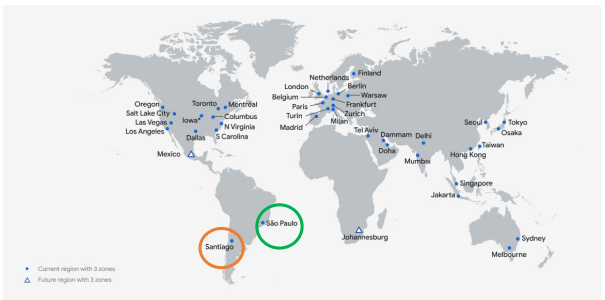 Finland
Netherlands
London
Berlin
Belgium
Warsaw
Paris
Frankfurt
Turin
Zurich
Milan
Madrid
Oregon
Toronto
Montréal
Salt Lake City
Iowa*
Columbus
Las Vegas
N Virginia
Los Angeles
Dallas
S Carolina
Mexico
Tel Aviv
Dammam
Delhi
Doha
Mumbai
Seoul
Tokyo
Osaka
Taiwan
Hong Kong
Singapore
Jakarta
São Paulo
Santiago
Johannesburg
Sydney
Melbourne
Current region with 3 zones
Future region with 3 zones